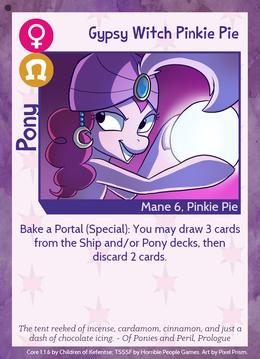 Gypsy Witch Pinkie Pie
Pony
Mane 6, Pinkie Pie
Bake a Portal (Special): You may draw 3 cards
from the Ship and/or Pony decks, then
discard 2 cards.
The tent reeked of incense, cardamom, cinnamon, and just a
dash of chocolate icing. - Of Ponies and Peril, Prologue
Core 1.1.6 by Children of Kefentse; TSSSF by Horrible People Games. Art by Pixel Prism.